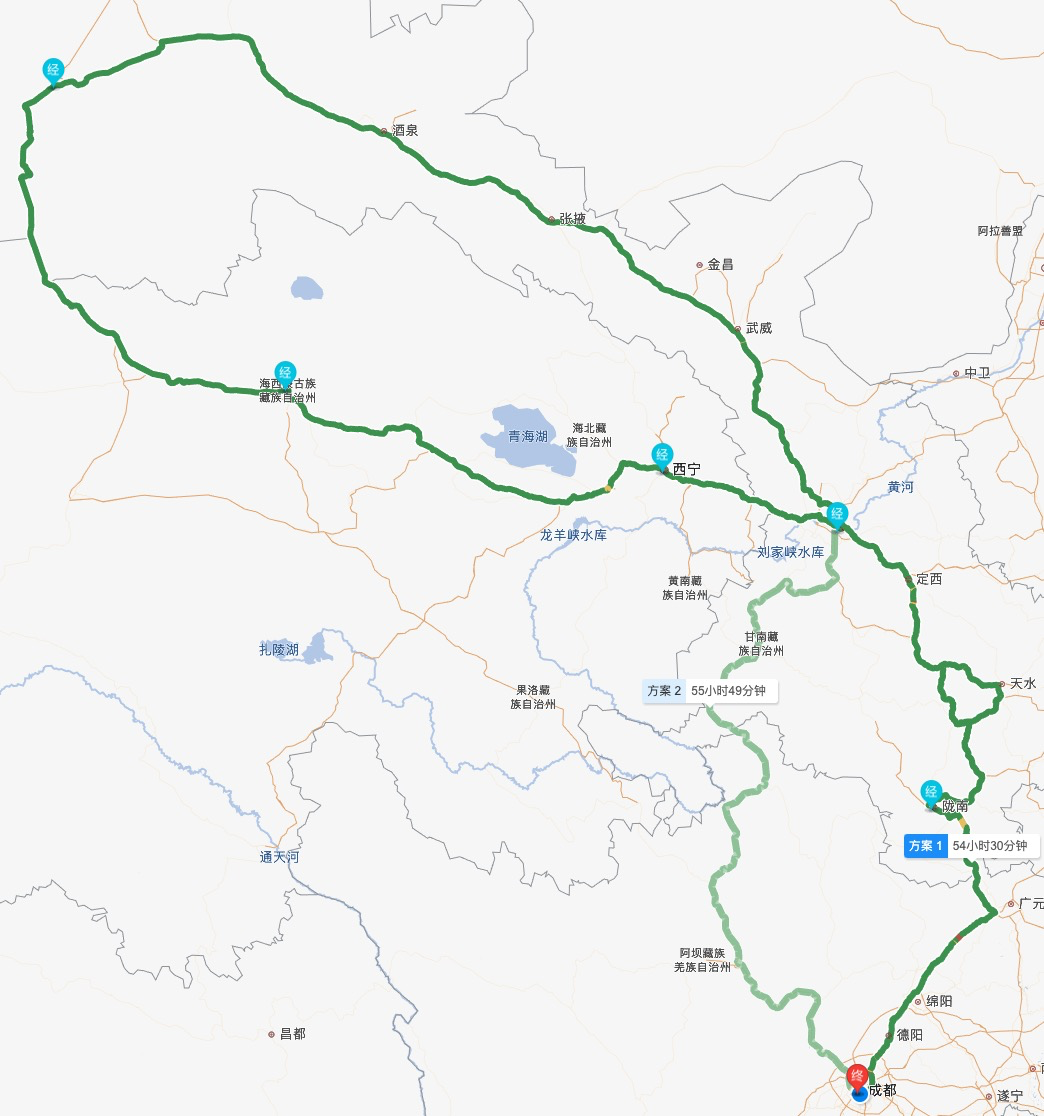 经
酒泉
张掖
阿拉善盟
金昌
武威
中卫
经
海西蒙古族
藏族自治州
青海湖
海北藏
族自治州
经
西宁
黄河
经
龙羊峡水库
刘家峡水库
黄南藏
族自治州
定西
甘南藏
族自治州
扎陵湖
果洛藏
族自治州
方案 2 55小时49分钟
天水
经
陇南
方案 1 54小时30分钟
通天河
广元
阿坝藏族
羌族自治州
绵阳
昌都
德阳
终
成都
遂宁